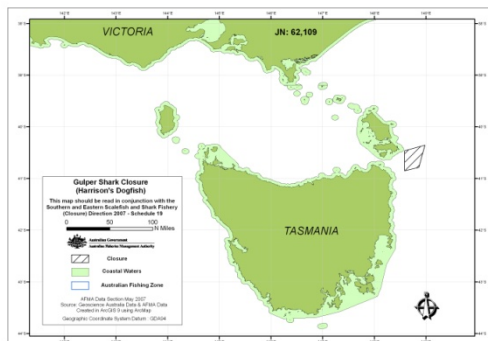 VICTORIA
JN: 62,109
TASMANIA
Gulper Shark Closure
(Harrison's Dogfish)
This map should be read in conjunction with the
Southern and Eastern Scalefish and Shark Fishery
(Closure) Direction 2007 - Schedule 19
0 50 100
N Miles
Australian Government
Australian Fisheries Management Authority
Closure
Coastal Waters
Australian Fishing Zone
AFMA Data Section May 2007
Source: Geoscience Australia Data & AFMA Data
Created in ArcGIS 9 using ArcMap
Geographic Coordinate System Datum : GDA94